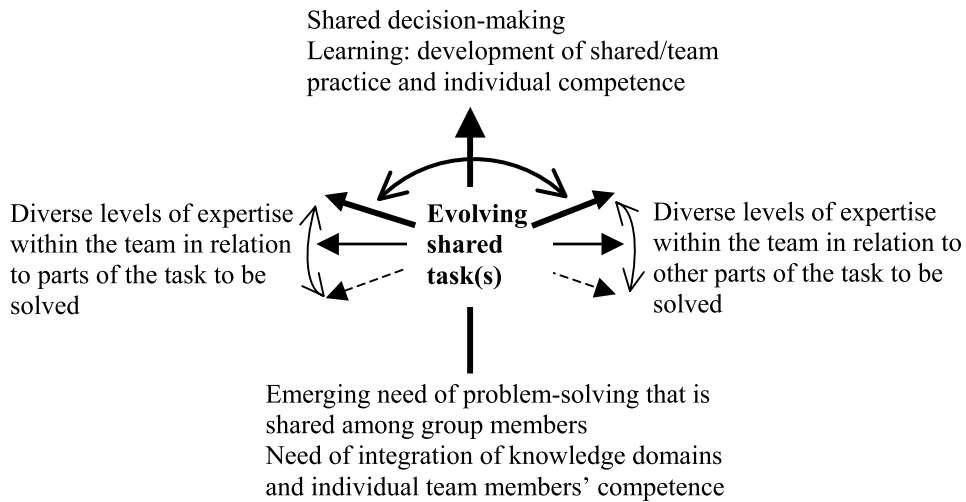 Shared decision-making
Learning: development of shared/team
practice and individual competence
Diverse levels of expertise
within the team in relation
to parts of the task to be
solved
Evolving
shared
task(s)
Diverse levels of expertise
within the team in relation to
other parts of the task to be
solved
Emerging need of problem-solving that is
shared among group members
Need of integration of knowledge domains
and individual team members’ competence